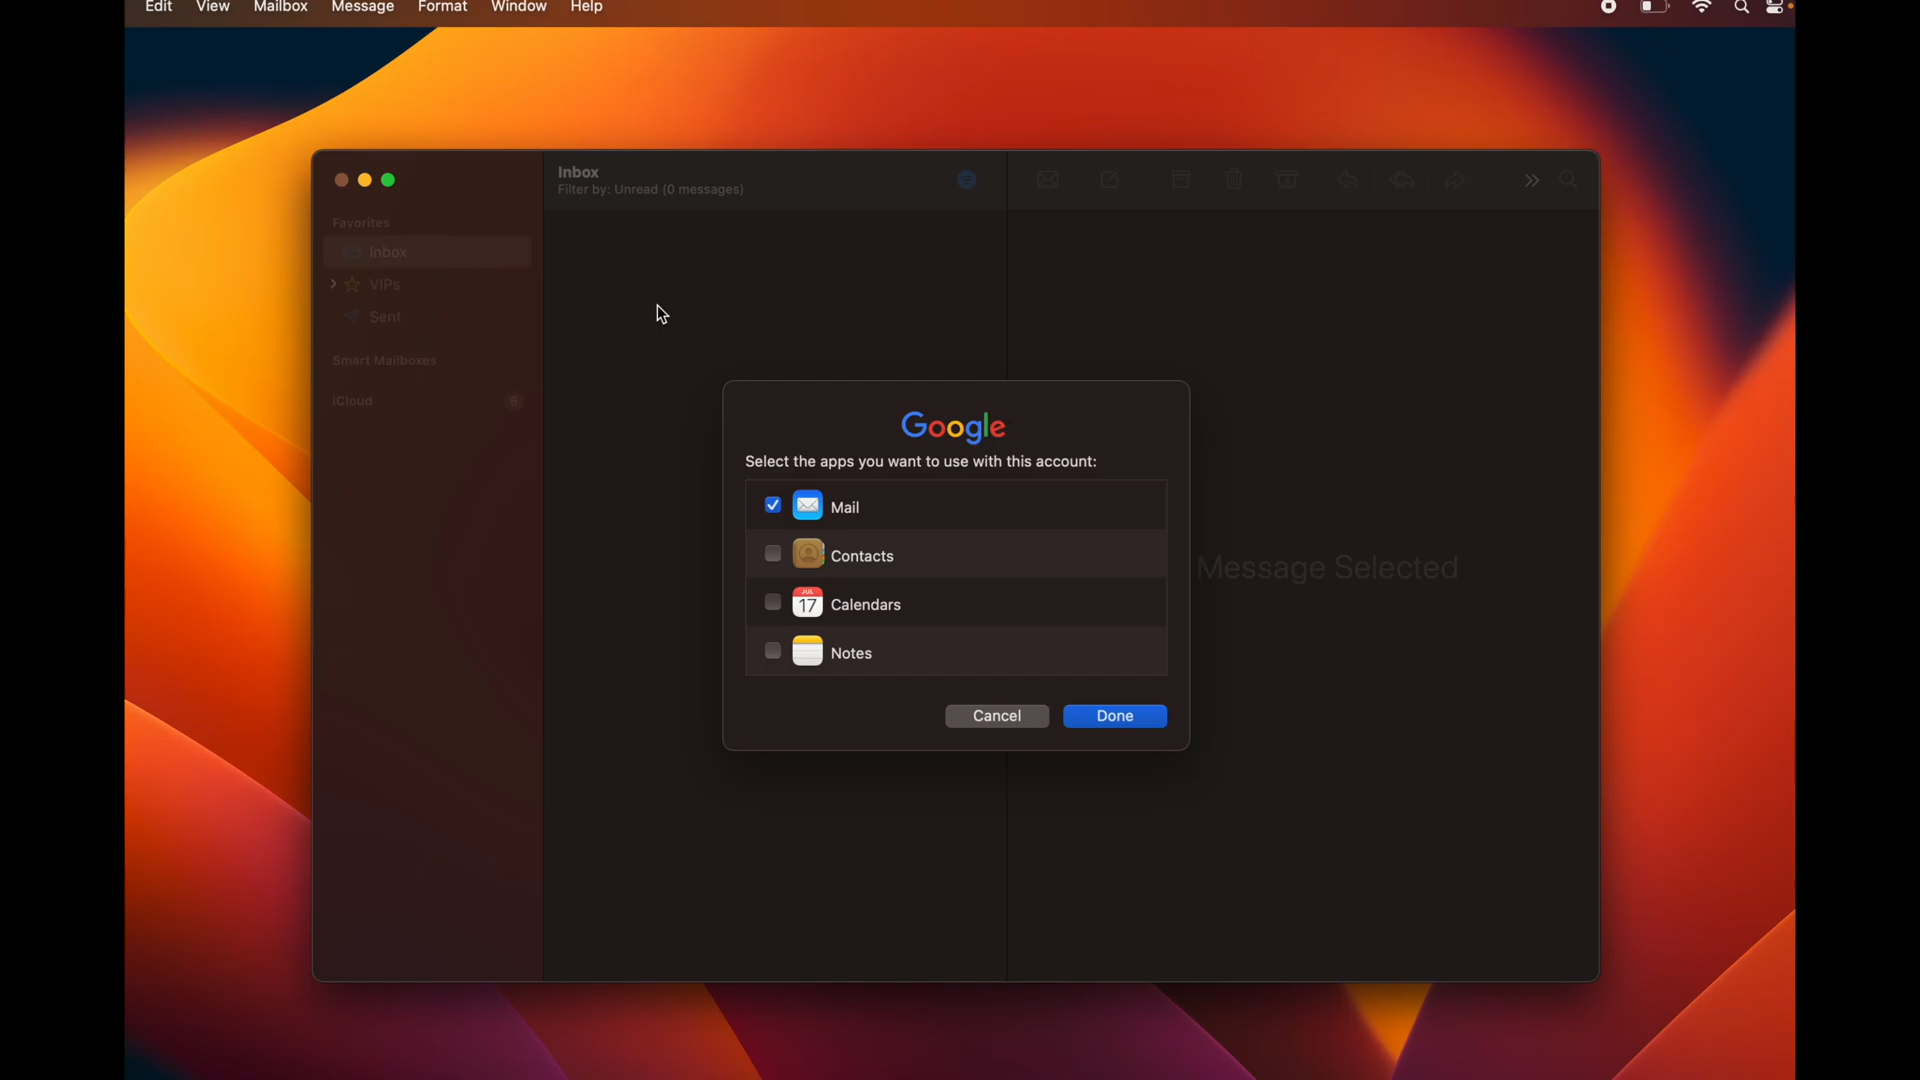 Edit View Mailbox Message Format Window Help
Inbox
Filter by: Unread (0 messages)
Favorites
Inbox
VIPs
Sent
Smart Mailboxes
iCloud
Google
Select the apps you want to use with this account:
Mail
Contacts
JUL
17
Calendars
Notes
Message Selected
Cancel Done